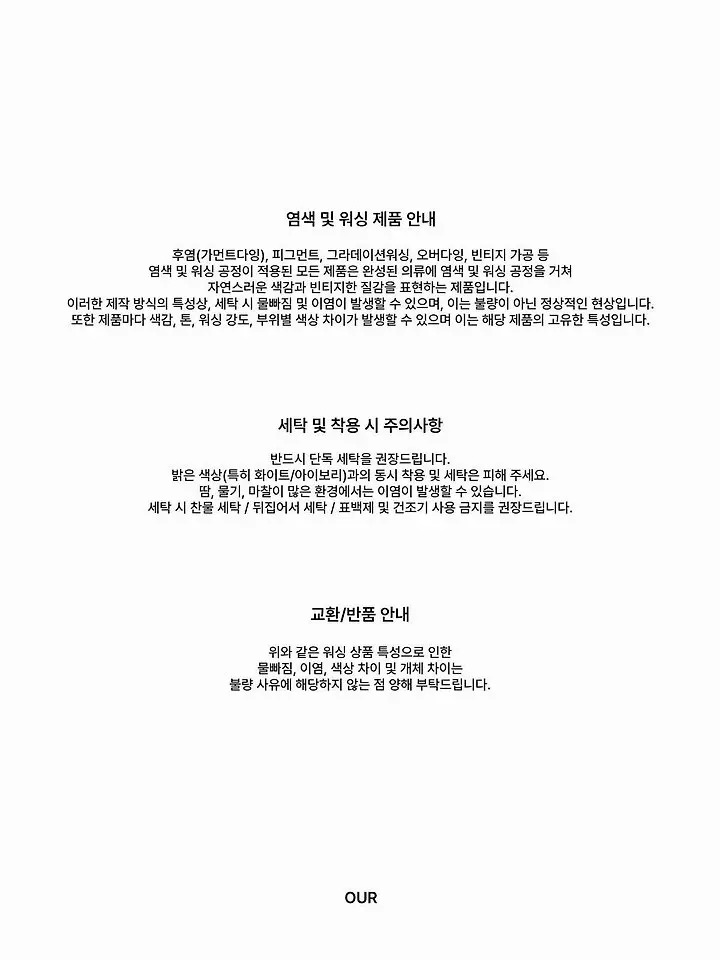 염색 및 워싱 제품 안내
후염(가먼트다잉), 피그먼트, 그라데이션워싱, 오버다잉, 빈티지 가공 등
염색 및 워싱 공정이 적용된 모든 제품은 완성된 의류에 염색 및 워싱 공정을 거쳐
자연스러운 색감과 빈티지한 질감을 표현하는 제품입니다.
이러한 제작 방식의 특성상, 세탁 시 물빠짐 및 이염이 발생할 수 있으며, 이는 불량이 아닌 정상적인 현상입니다.
또한 제품마다 색감, 톤, 워싱 강도, 부위별 색상 차이가 발생할 수 있으며 이는 해당 제품의 고유한 특성입니다.
세탁 및 착용 시 주의사항
반드시 단독 세탁을 권장드립니다.
밝은 색상(특히 화이트/아이보리)과의 동시 착용 및 세탁은 피해 주세요.
땀, 물기, 마찰이 많은 환경에서는 이염이 발생할 수 있습니다.
세탁 시 찬물 세탁 / 뒤집어서 세탁 / 표백제 및 건조기 사용 금지를 권장드립니다.
교환/반품 안내
위와 같은 워싱 상품 특성으로 인한
물빠짐, 이염, 색상 차이 및 개체 차이는
불량 사유에 해당하지 않는 점 양해 부탁드립니다.
OUR